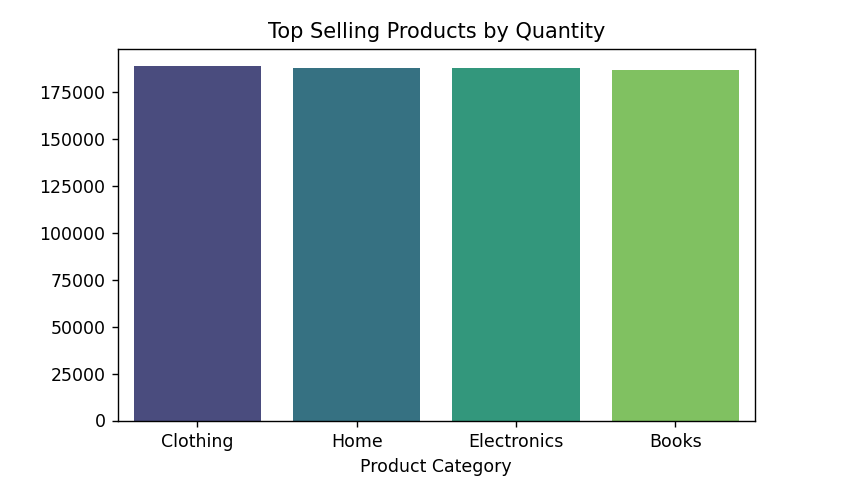 Top Selling Products by Quantity
175000
150000
125000
100000
75000
50000
25000
0
Clothing Home Electronics Books
Product Category